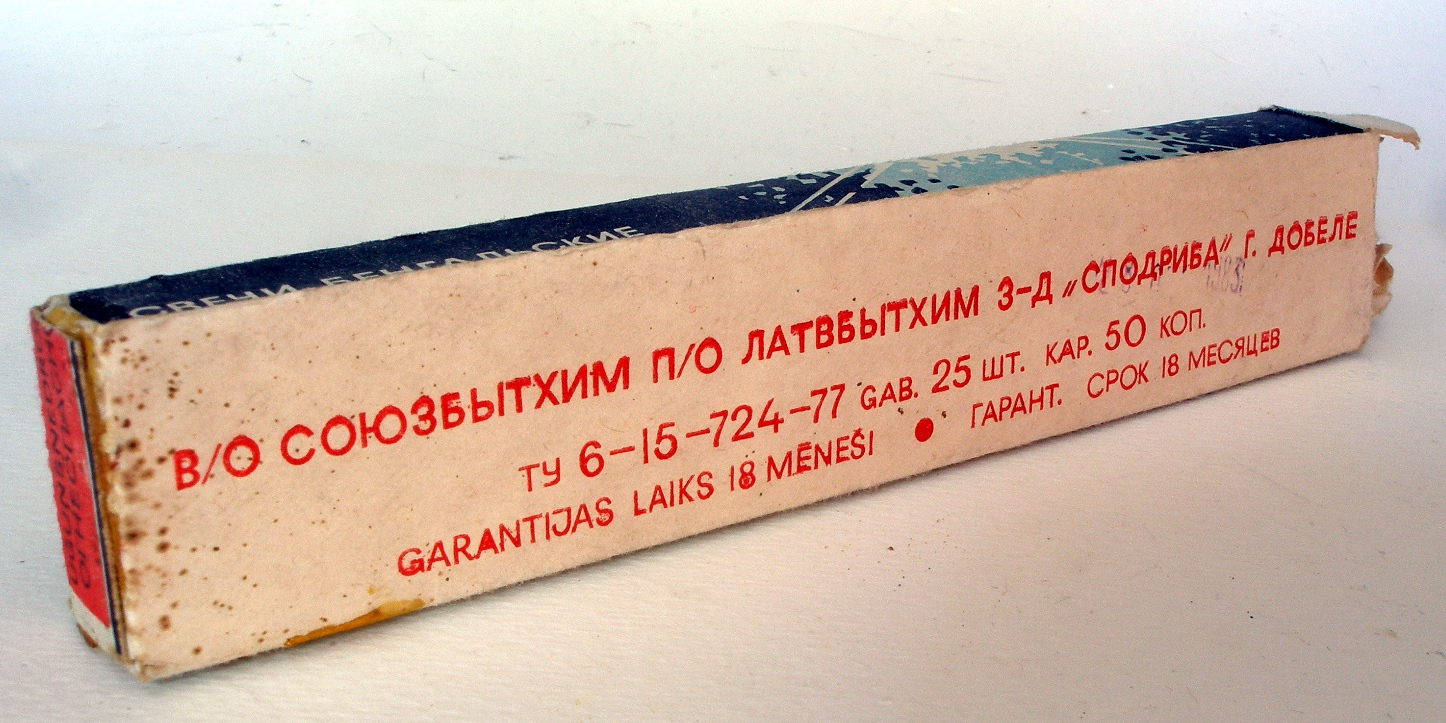 СВЕЧИ БЕНГАЛЬСКИЕ
В/О СОЮЗБЫТХИМ П/О ЛАТВБЫТХИМ З-Д „СПОДРИБА" Г. ДОБЕЛЕ
ТУ 6-15-724-77 GAB. 25 ШТ. КАР. 50 КОП.
GARANTIJAS LAIKS 18 MĒNEŠI ● ГАРАНТ. СРОК 18 МЕСЯЦЕВ